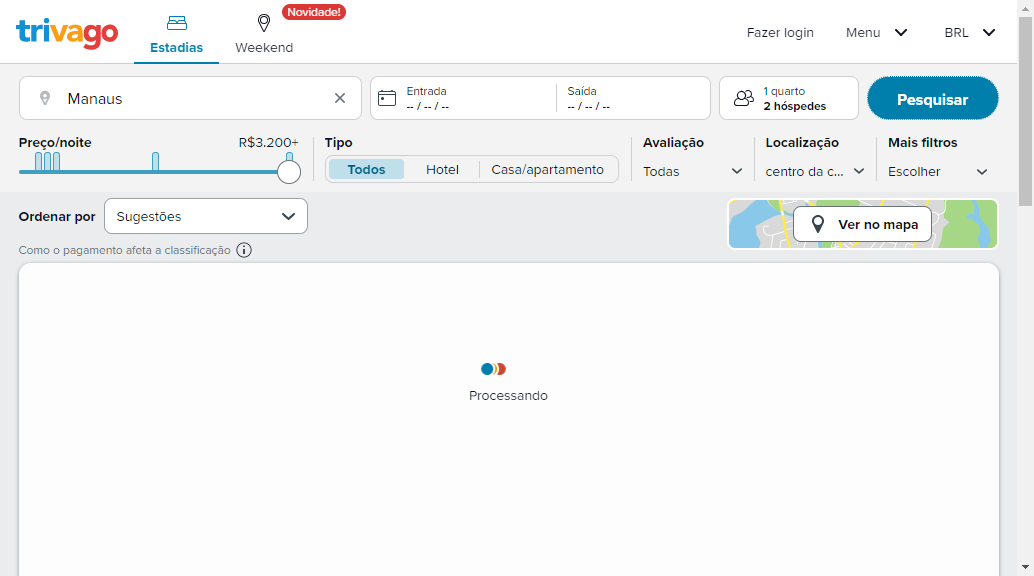 trivago
Estadias
Weekend
Novidade!
Fazer login
Menu
BRL
Manaus
Entrada
-- / -- / --
Saída
-- / -- / --
1 quarto
2 hóspedes
Pesquisar
Preço/noite
R$3.200+
Tipo
Todos
Hotel
Casa/apartamento
Avaliação
Todas
Localização
centro da c...
Mais filtros
Escolher
Ordenar por
Sugestões
Ver no mapa
Como o pagamento afeta a classificação
Processando